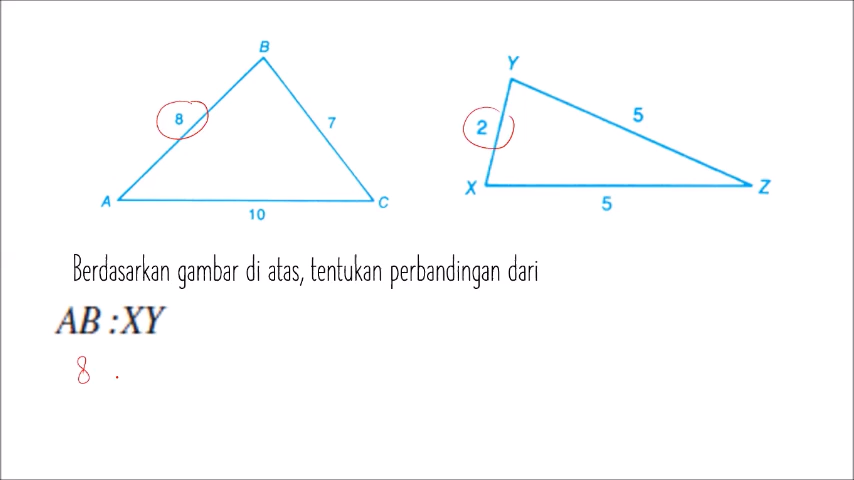 B
Y
8
7
2
5
A
C
X
Z
10
5
Berdasarkan gambar di atas, tentukan perbandingan dari
AB : XY
8 .